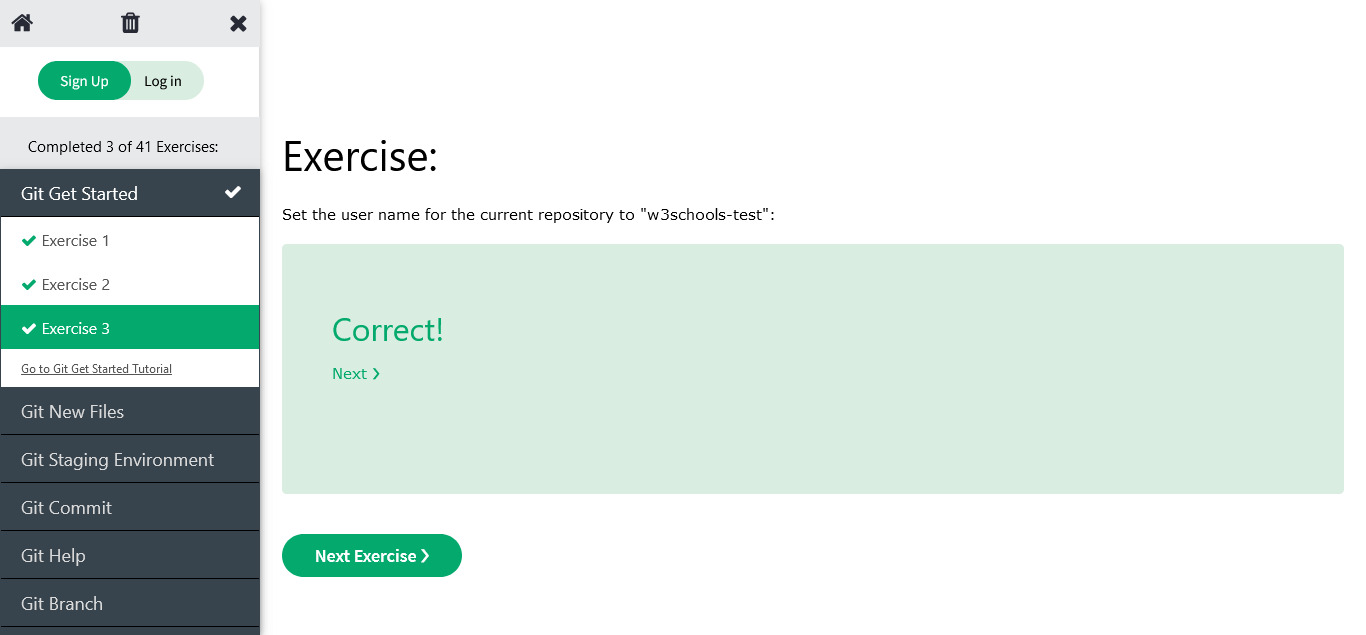 Sign Up
Log in
Completed 3 of 41 Exercises:
Git Get Started
Exercise 1
Exercise 2
Exercise 3
Go to Git Get Started Tutorial
Git New Files
Git Staging Environment
Git Commit
Git Help
Git Branch
Exercise:
Set the user name for the current repository to "w3schools-test":
Correct!
Next ❯
Next Exercise ❯